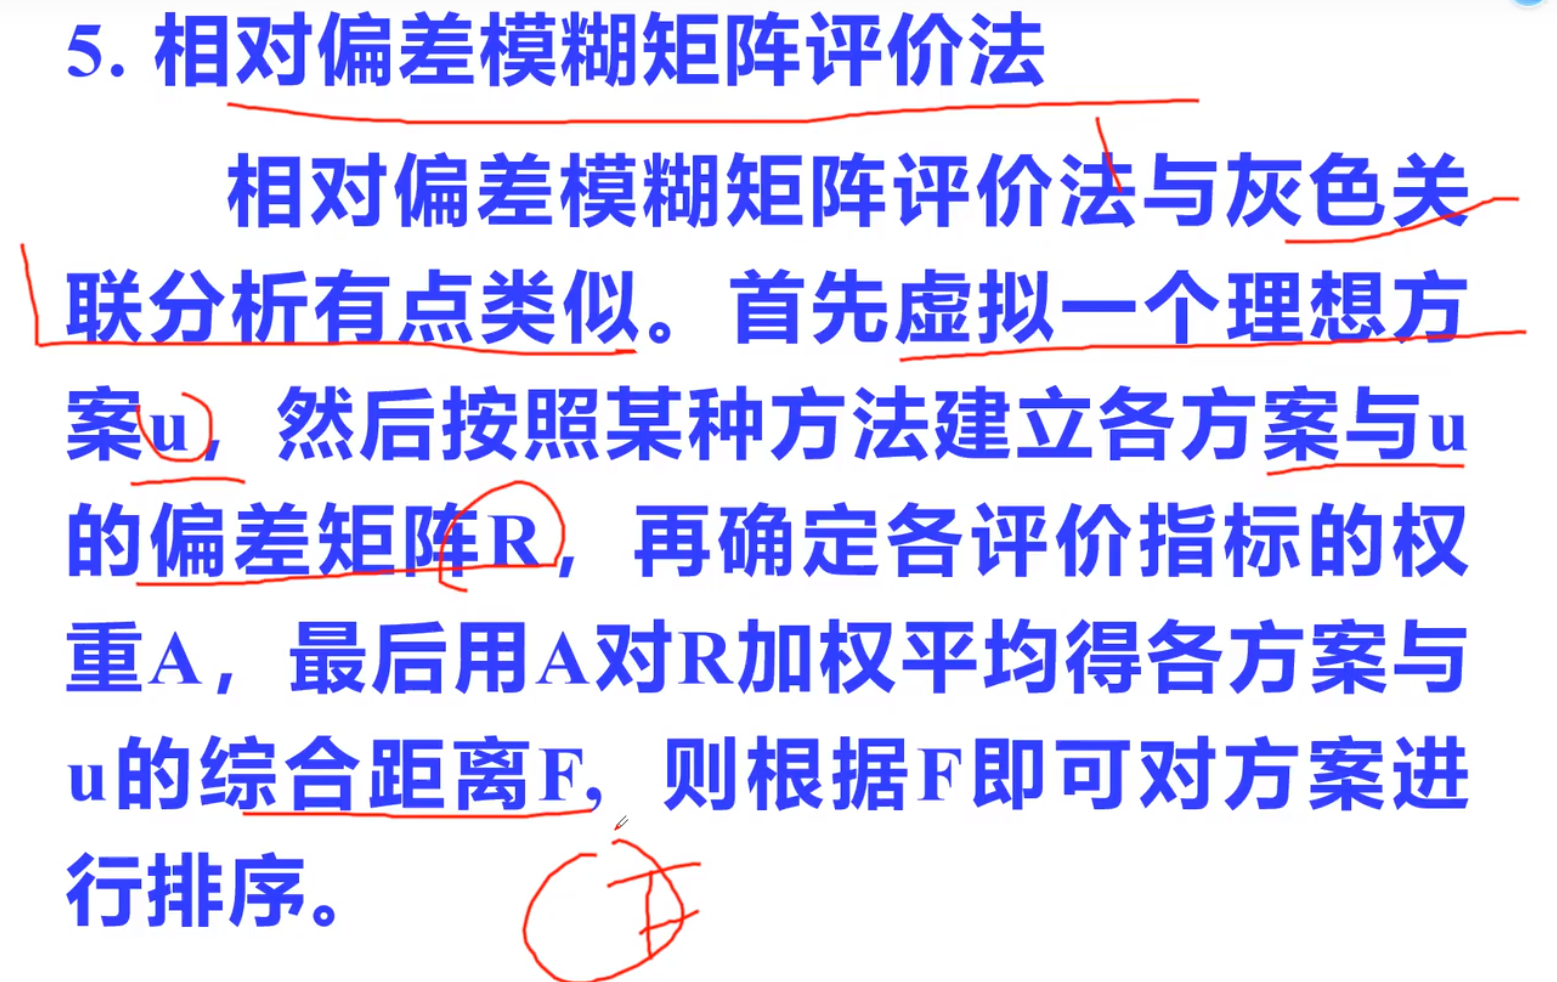 5. 相对偏差模糊矩阵评价法
相对偏差模糊矩阵评价法与灰色关
联分析有点类似。首先虚拟一个理想方
案u，然后按照某种方法建立各方案与u
的偏差矩阵R，再确定各评价指标的权
重A，最后用A对R加权平均得各方案与
u的综合距离F，则根据F即可对方案进
行排序。
F